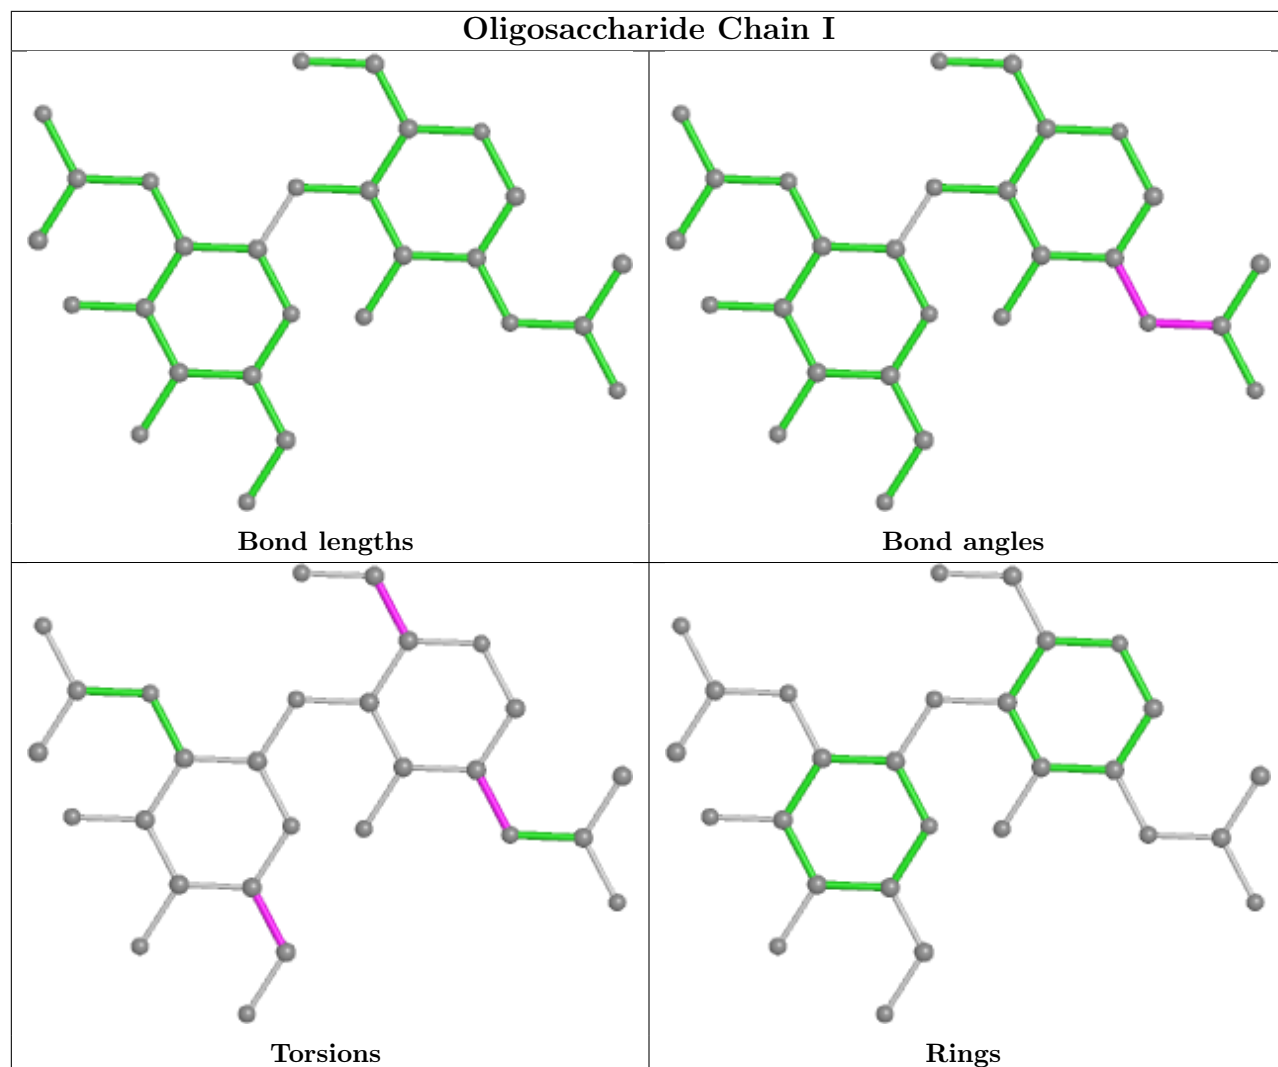 Oligosaccharide Chain I
Bond lengths
Bond angles
Torsions
Rings